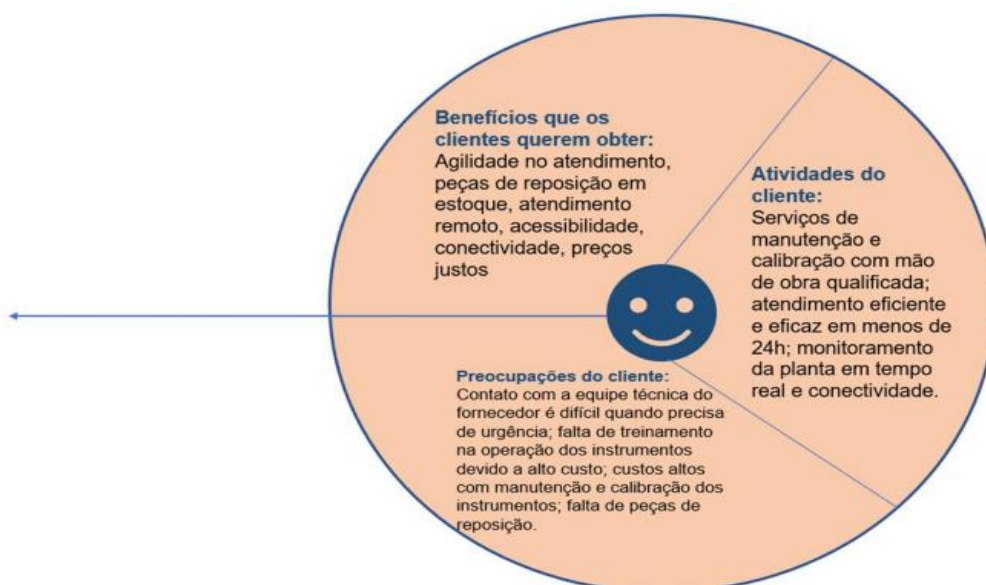 Benefícios que os
clientes querem obter:
Agilidade no atendimento,
peças de reposição em
estoque, atendimento
remoto, acessibilidade,
conectividade, preços
justos
Atividades do
cliente:
Serviços de
manutenção e
calibração com mão
de obra qualificada;
atendimento eficiente
e eficaz em menos de
24h; monitoramento
da planta em tempo
real e conectividade.
Preocupações do cliente:
Contato com a equipe técnica do
fornecedor é difícil quando precisa
de urgência; falta de treinamento
na operação dos instrumentos
devido a alto custo; custos altos
com manutenção e calibração dos
instrumentos; falta de peças de
reposição.